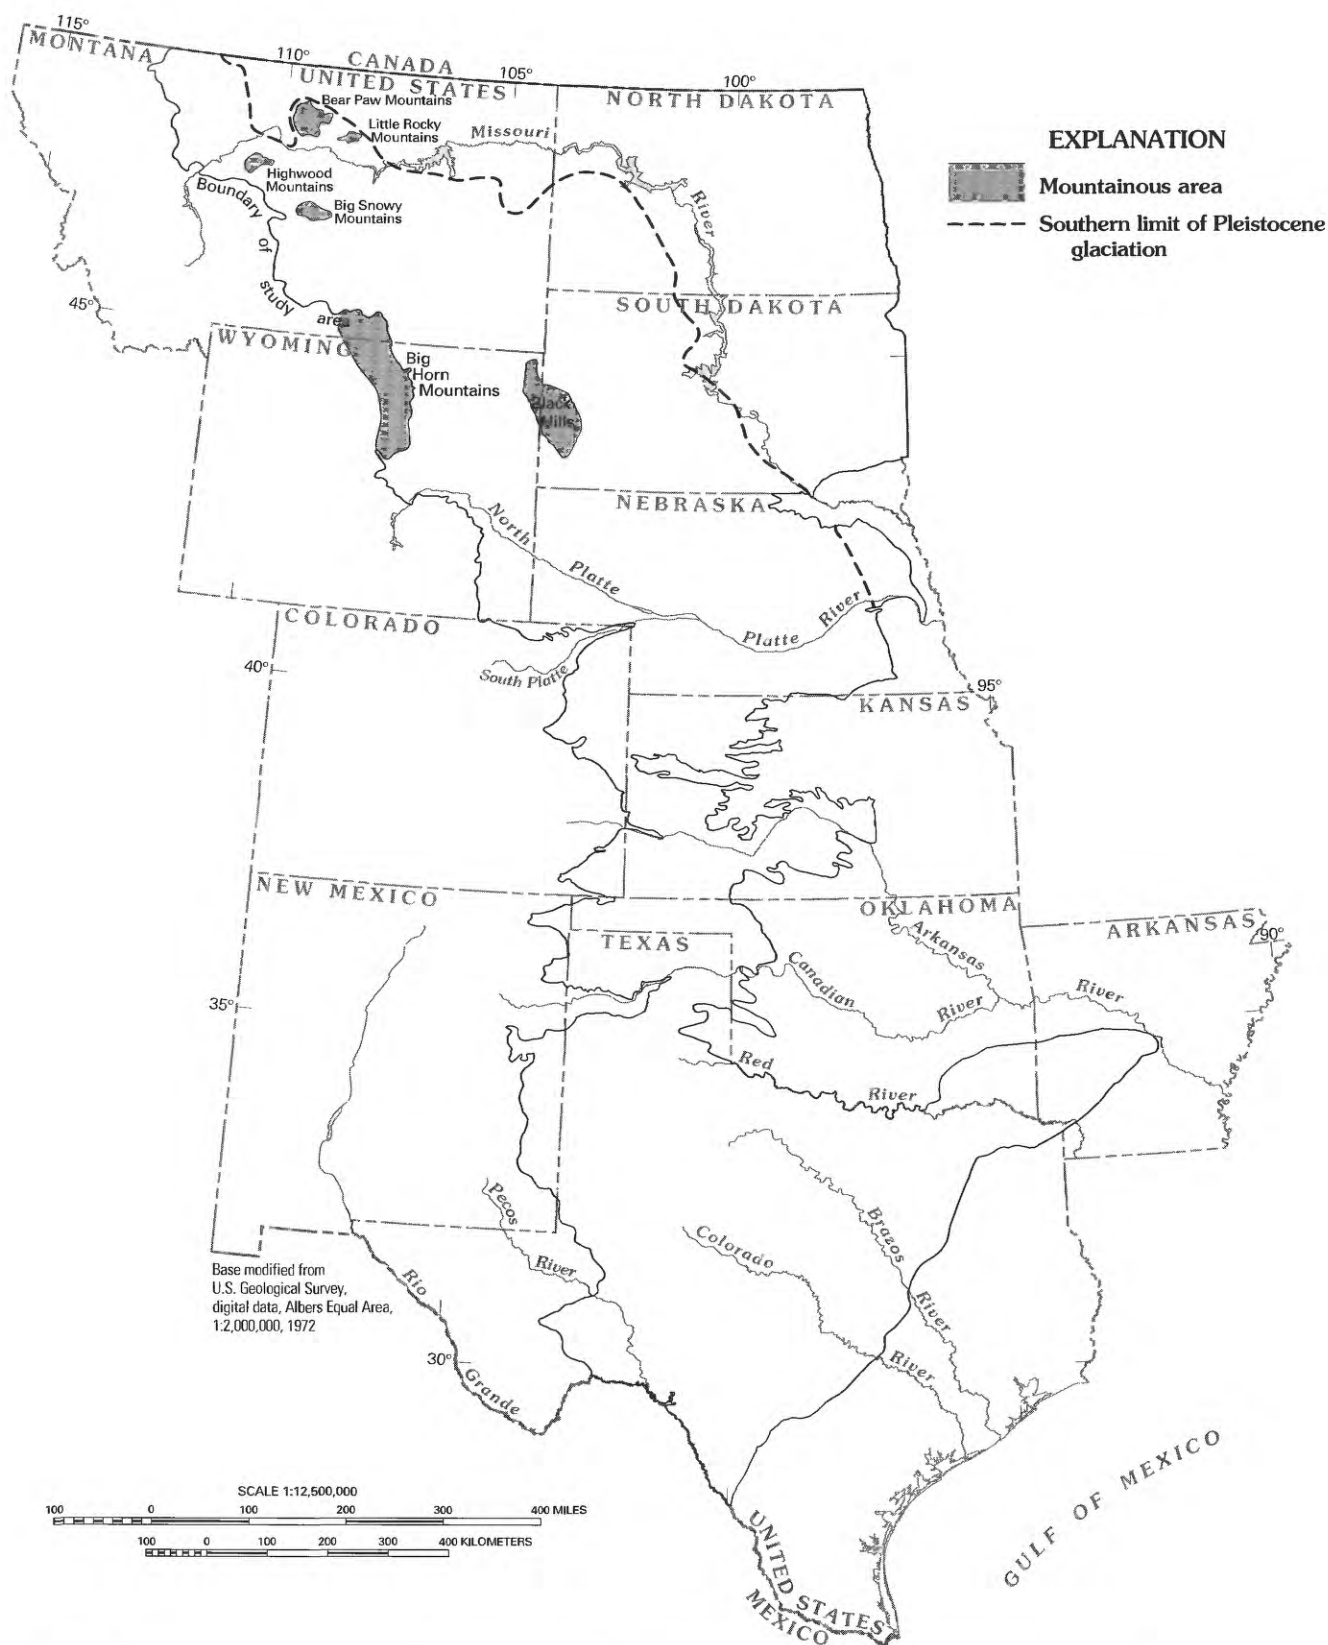 115°
MONTANA
110°
CANADA
UNITED STATES
105°
100°
NORTH DAKOTA
Bear Paw Mountains
Little Rocky
Mountains
Missouri
River
Highwood
Mountains
Boundary
of
study
area
Big Snowy
Mountains
EXPLANATION
Mountainous area
Southern limit of Pleistocene
glaciation
45°
SOUTH DAKOTA
WYOMING
Big
Horn
Mountains
Black
Hills
NEBRASKA
North
Platte
Platte
River
COLORADO
South Platte
40°
95°
KANSAS
NEW MEXICO
OKLAHOMA
TEXAS
ARKANSAS
90°
Arkansas
River
Canadian
River
35°
Red
River
Pecos
River
Brazos
River
Colorado
River
Base modified from
U.S. Geological Survey,
digital data, Albers Equal Area,
1:2,000,000, 1972
Rio
Grande
30°
GULF OF MEXICO
SCALE 1:12,500,000
100 0 100 200 300 400 MILES
100 0 100 200 300 400 KILOMETERS
UNITED STATES
MEXICO